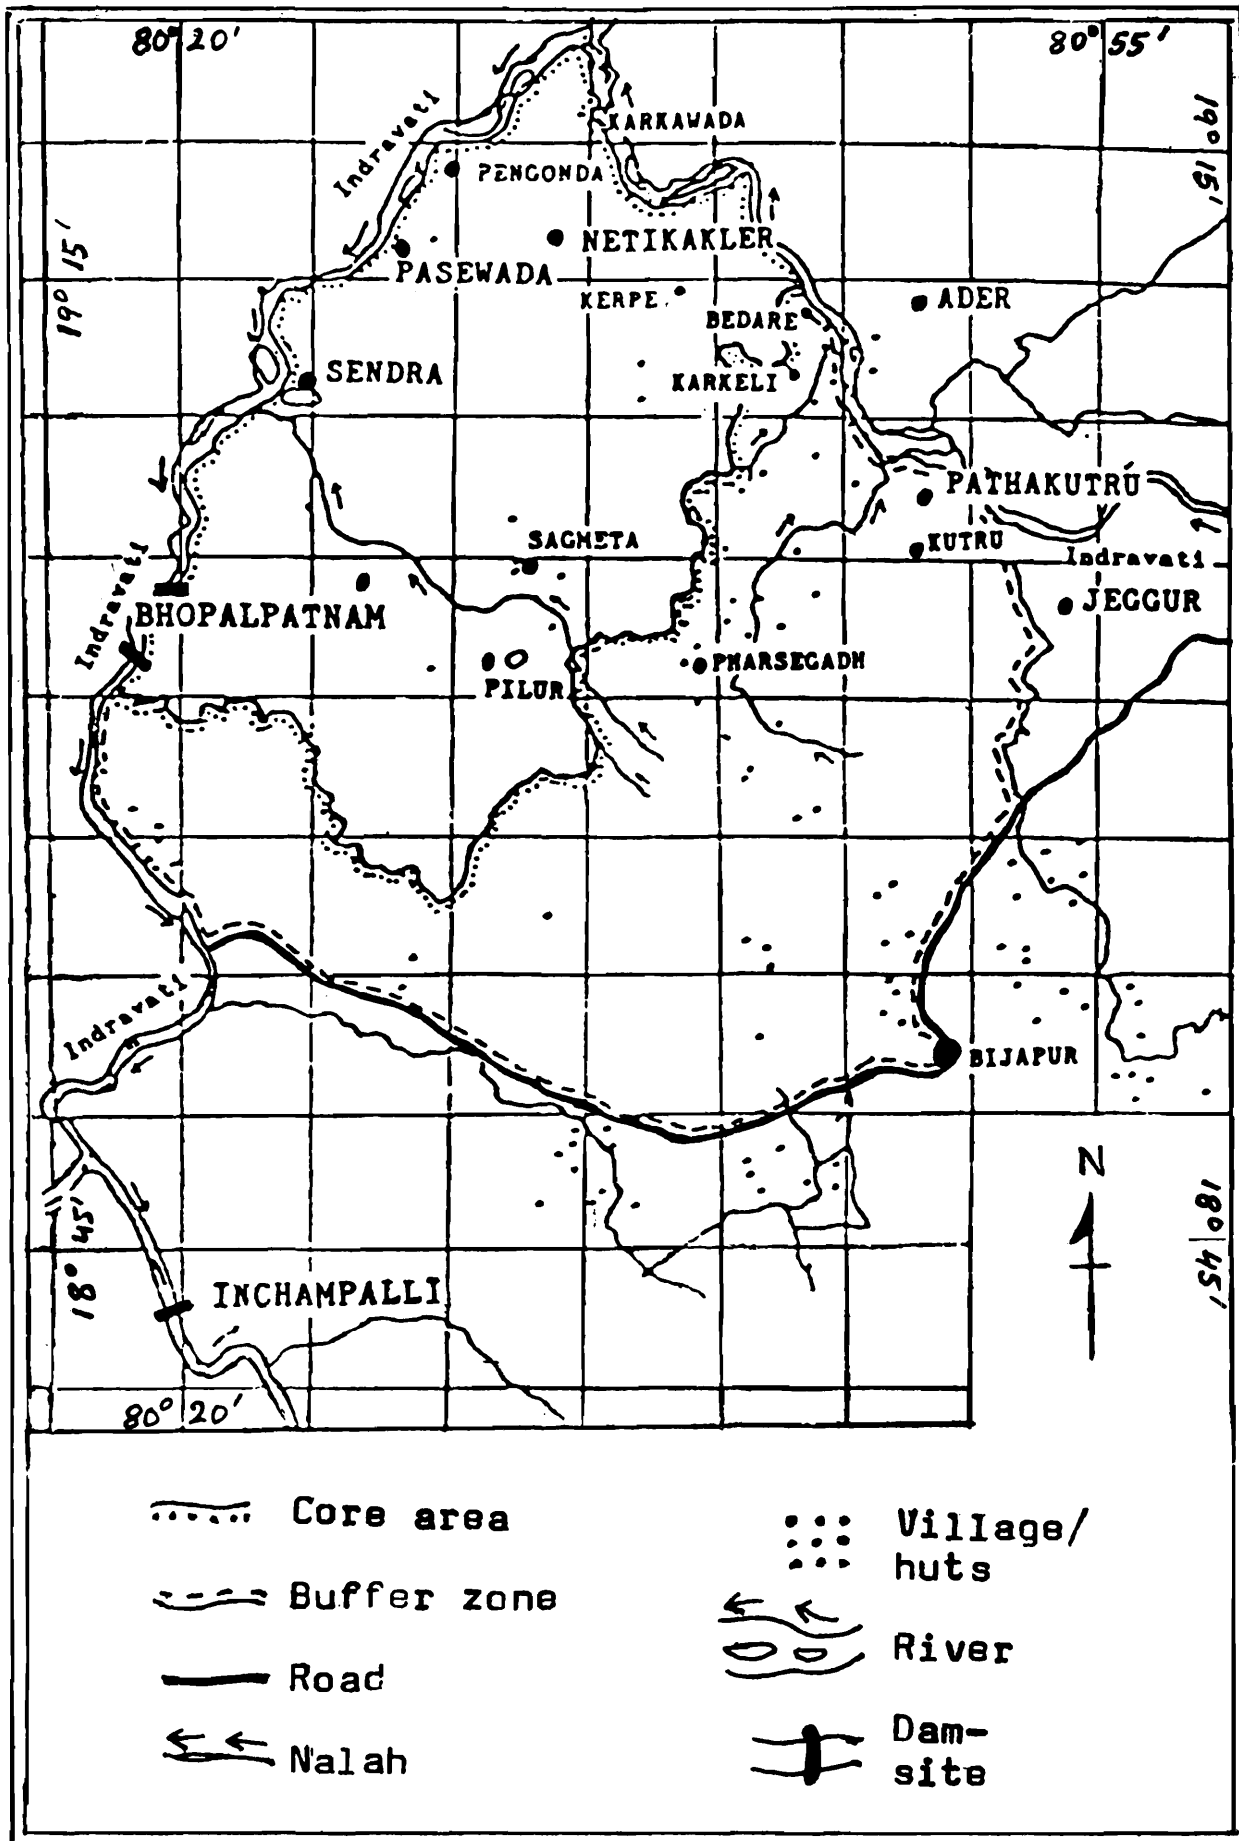 80° 20'
80° 55'
19° 15'
19° 15'
Indravati
KARKAWADA
PENGONDA
NETIKAKLER
PASEWADA
KERPE
ADER
BEDARE
SENDRA
KARKELI
PATHAKUTRU
SAGMETA
KUTRU
Indravati
Indravati
JEGGUR
BHOPALPATNAM
PILUR
PHARSEGADH
Indravati
BIJAPUR
N
18° 45'
18° 45'
INCHAMPALLI
80° 20'
Core area
Buffer zone
Road
Nalah
Village/
huts
River
Dam-
site